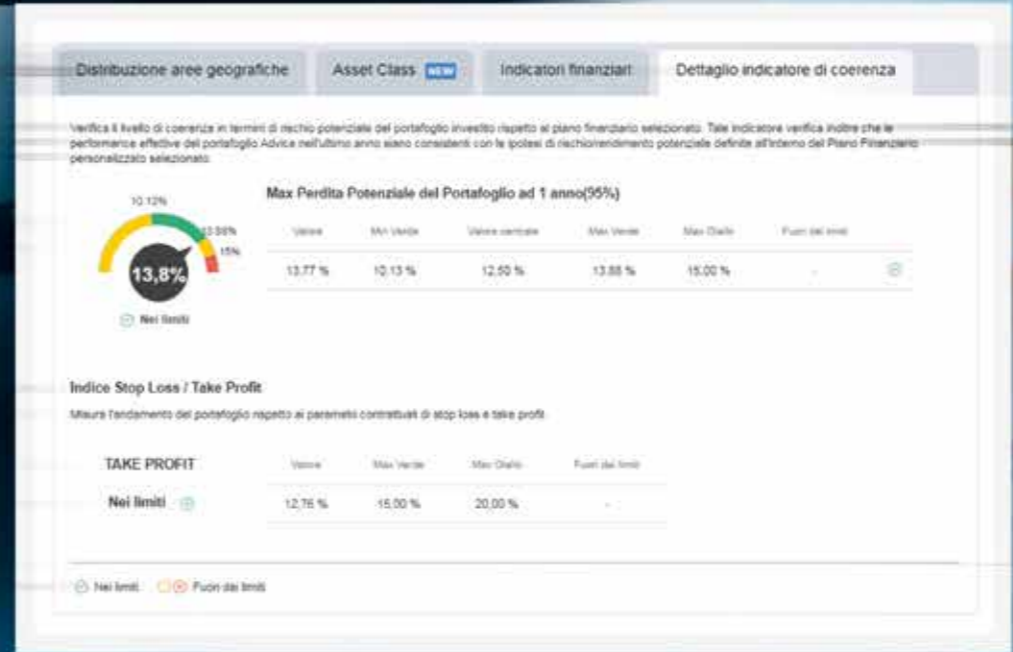 Distribuzione aree geografiche Asset Class NEW Indicatori finanziari Dettaglio indicatore di coerenza
Verifica il livello di coerenza in termini di rischio potenziale del portafoglio investito rispetto al piano finanziario selezionato. Tale indicatore verifica inoltre che le
performance effettive del portafoglio Advice nell'ultimo anno siano consistenti con le ipotesi di rischio/rendimento potenziale definite all'interno del Piano Finanziario
personalizzato selezionato.
Max Perdita Potenziale del Portafoglio ad 1 anno(95%)
10.12%
13.88%
15%
13,8%
Nei limiti
Valore Min Verde Valore centrale Max Verde Max Giallo Fuori dai limiti
13.77 % 10.13 % 12.50 % 13.88 % 15.00 % -
Indice Stop Loss / Take Profit
Misura l'andamento del portafoglio rispetto ai parametri contrattuali di stop loss e take profit.
TAKE PROFIT Valore Max Verde Max Giallo Fuori dai limiti
Nei limiti 12,76 % 15,00 % 20,00 % -
Nei limiti Fuori dai limiti